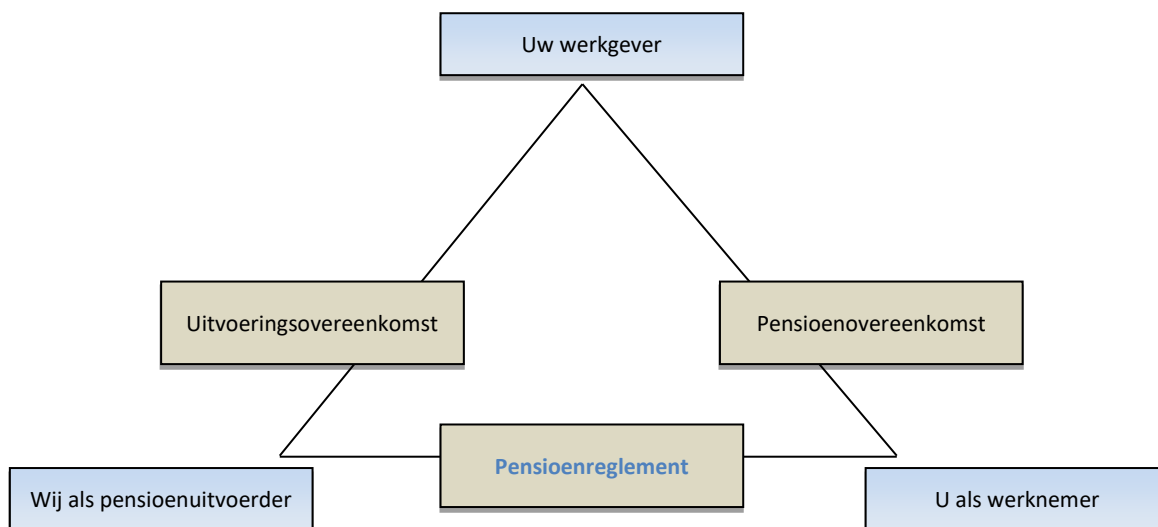 Uw werkgever
Uitvoeringsovereenkomst
Pensioenovereenkomst
Pensioenreglement
Wij als pensioenuitvoerder
U als werknemer